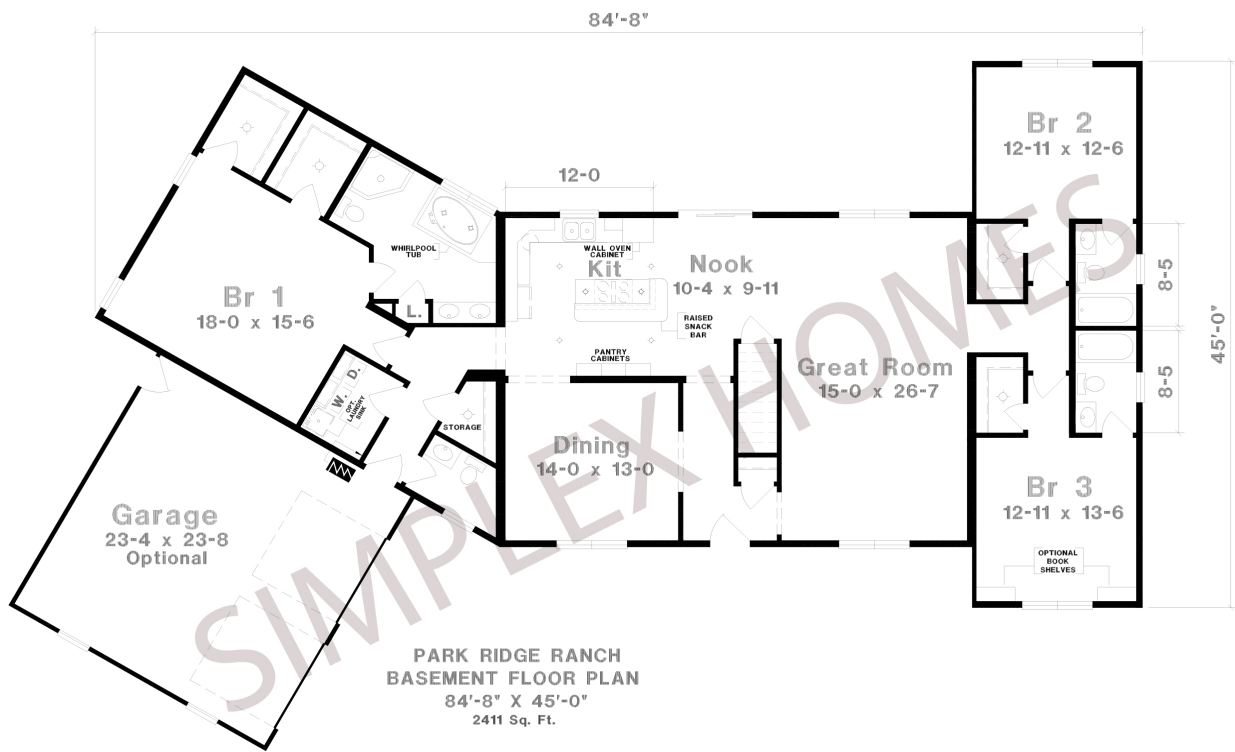 84'-8"
Br 2
12-11 x 12-6
12-0
WHIRLPOOL
TUB
WALL OVEN
CABINET
Kit
Nook
10-4 x 9-11
8-5
45'-0"
Br 1
18-0 x 15-6
L.
RAISED
SNACK
BAR
PANTRY
CABINETS
Great Room
15-0 x 26-7
8-5
W. D.
OPT.
LAUNDRY
SINK
STORAGE
Dining
14-0 x 13-0
Br 3
12-11 x 13-6
Garage
23-4 x 23-8
Optional
OPTIONAL
BOOK
SHELVES
SIMPLEX HOMES
PARK RIDGE RANCH
BASEMENT FLOOR PLAN
84'-8" X 45'-0"
2411 Sq. Ft.